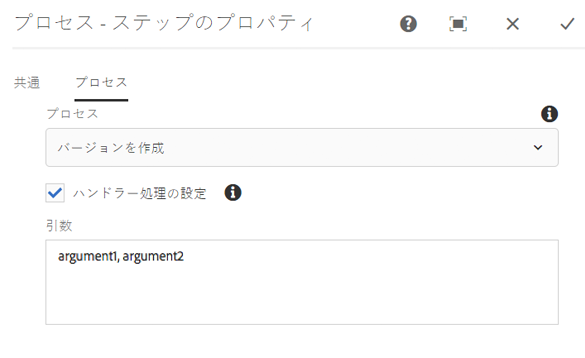 プロセス - ステップのプロパティ
共通 プロセス
プロセス
バージョンを作成
ハンドラー処理の設定
引数
argument1, argument2